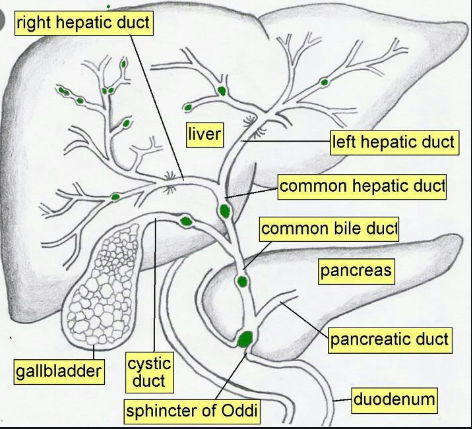 right hepatic duct
liver
left hepatic duct
common hepatic duct
common bile duct
pancreas
pancreatic duct
gallbladder
cystic
duct
sphincter of Oddi
duodenum